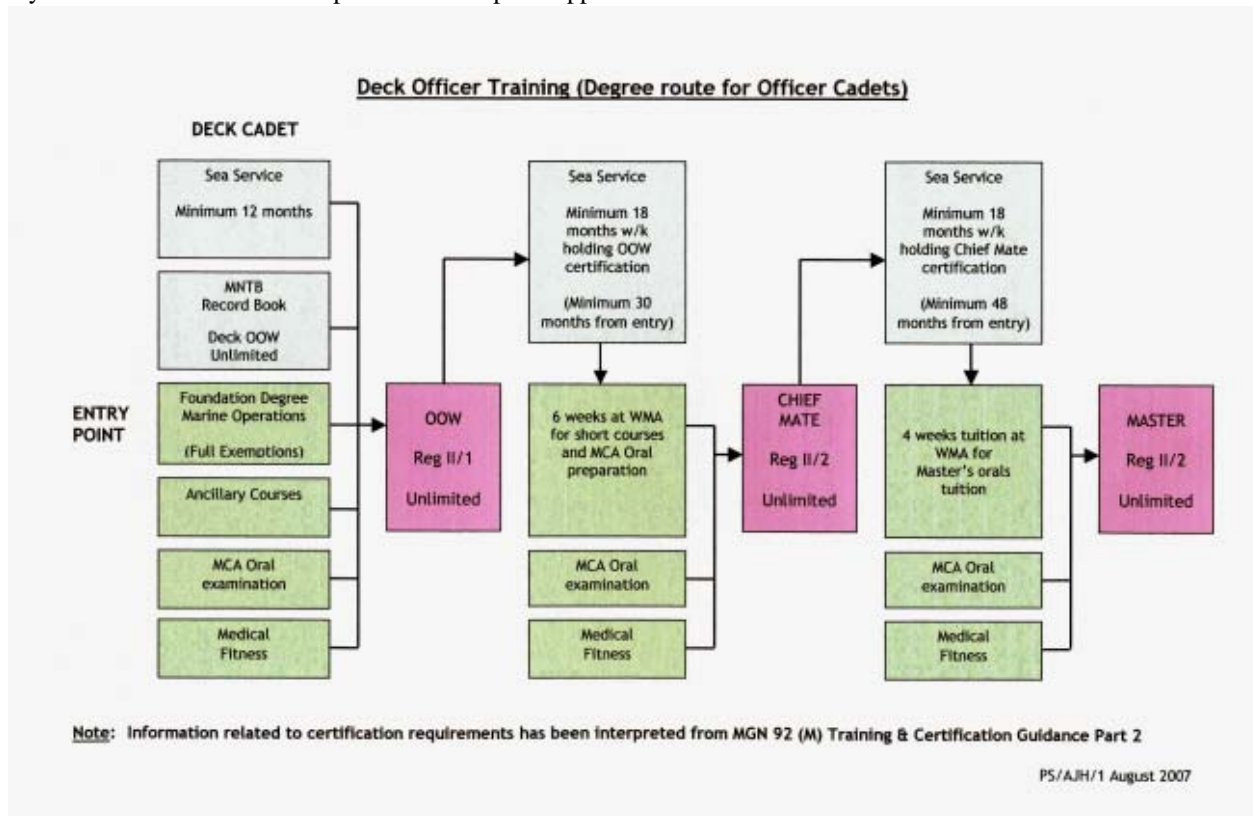 Deck Officer Training (Degree route for Officer Cadets)
DECK CADET
Sea Service
Minimum 12 months
MNTB
Record Book
Deck OOW
Unlimited
ENTRY
POINT
Foundation Degree
Marine Operations
(Full Exemptions)
Ancillary Courses
MCA Oral
examination
Medical
Fitness
OOW
Reg II/1
Unlimited
Sea Service
Minimum 18
months w/k
holding OOW
certification
(Minimum 30
months from entry)
6 weeks at WMA
for short courses
and MCA Oral
preparation
MCA Oral
examination
Medical
Fitness
CHIEF
MATE
Reg II/2
Unlimited
Sea Service
Minimum 18
months w/k
holding Chief Mate
certification
(Minimum 48
months from entry)
4 weeks tuition at
WMA for
Master's orals
tuition
MCA Oral
examination
Medical
Fitness
MASTER
Reg II/2
Unlimited
Note: Information related to certification requirements has been interpreted from MGN 92 (M) Training & Certification Guidance Part 2
PS/AJH/1 August 2007